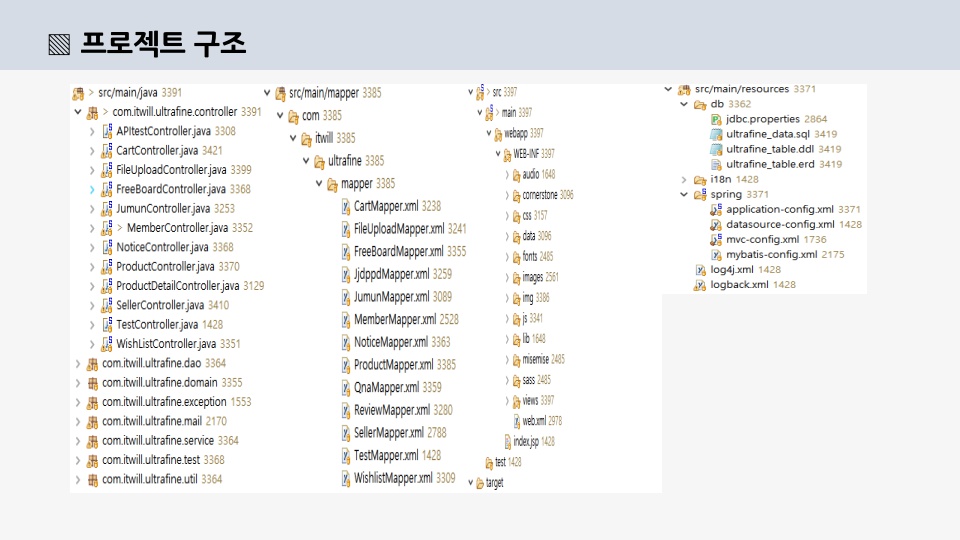 프로젝트 구조
> src/main/java 3391
> com.itwill.ultrafine.controller 3391
APItestController.java 3308
CartController.java 3421
FileUploadController.java 3399
FreeBoardController.java 3368
JumunController.java 3253
> MemberController.java 3352
NoticeController.java 3368
ProductController.java 3370
ProductDetailController.java 3129
SellerController.java 3410
TestController.java 1428
WishListController.java 3351
com.itwill.ultrafine.dao 3364
com.itwill.ultrafine.domain 3355
com.itwill.ultrafine.exception 1553
com.itwill.ultrafine.mail 2170
com.itwill.ultrafine.service 3364
com.itwill.ultrafine.test 3368
com.itwill.ultrafine.util 3364
src/main/mapper 3385
com 3385
itwill 3385
ultrafine 3385
mapper 3385
CartMapper.xml 3238
FileUploadMapper.xml 3241
FreeBoardMapper.xml 3355
JjdppdMapper.xml 3259
JumunMapper.xml 3089
MemberMapper.xml 2528
NoticeMapper.xml 3363
ProductMapper.xml 3385
QnaMapper.xml 3359
ReviewMapper.xml 3280
SellerMapper.xml 2788
TestMapper.xml 1428
WishlistMapper.xml 3309
> src 3397
> main 3397
webapp 3397
WEB-INF 3397
audio 1648
cornerstone 3096
css 3157
data 3096
fonts 2485
images 2561
img 3386
js 3341
lib 1648
misemise 2485
sass 2485
views 3397
web.xml 2978
index.jsp 1428
test 1428
target
src/main/resources 3371
db 3362
jdbc.properties 2864
ultrafine_data.sql 3419
ultrafine_table.ddl 3419
ultrafine_table.erd 3419
i18n 1428
spring 3371
application-config.xml 3371
datasource-config.xml 1428
mvc-config.xml 1736
mybatis-config.xml 2175
log4j.xml 1428
logback.xml 1428